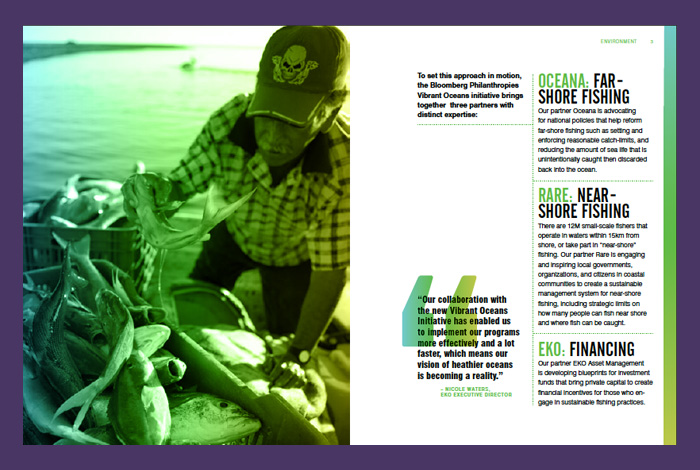 ENVIRONMENT
To set this approach in motion,
the Bloomberg Philanthropies
Vibrant Oceans initiative brings
together three partners with
distinct expertise:
“Our collaboration with
the new Vibrant Oceans
Initiative has enabled us
to implement our programs
more effectively and a lot
faster, which means our
vision of heathier oceans
is becoming a reality.”
– NICOLE WATERS,
EKO EXECUTIVE DIRECTOR
OCEANA: FAR-
SHORE FISHING
Our partner Oceana is advocating
for national policies that help reform
far-shore fishing such as setting and
enforcing reasonable catch-limits, and
reducing the amount of sea life that is
unintentionally caught then discarded
back into the ocean.
RARE: NEAR-
SHORE FISHING
There are 12M small-scale fishers that
operate in waters within 15km from
shore, or take part in "near-shore"
fishing. Our partner Rare is engaging
and inspiring local governments,
organizations, and citizens in coastal
communities to create a sustainable
management system for near-shore
fishing, including strategic limits on
how many people can fish near shore
and where fish can be caught.
EKO: FINANCING
Our partner EKO Asset Management
is developing blueprints for investment
funds that bring private capital to create
financial incentives for those who en-
gage in sustainable fishing practices.